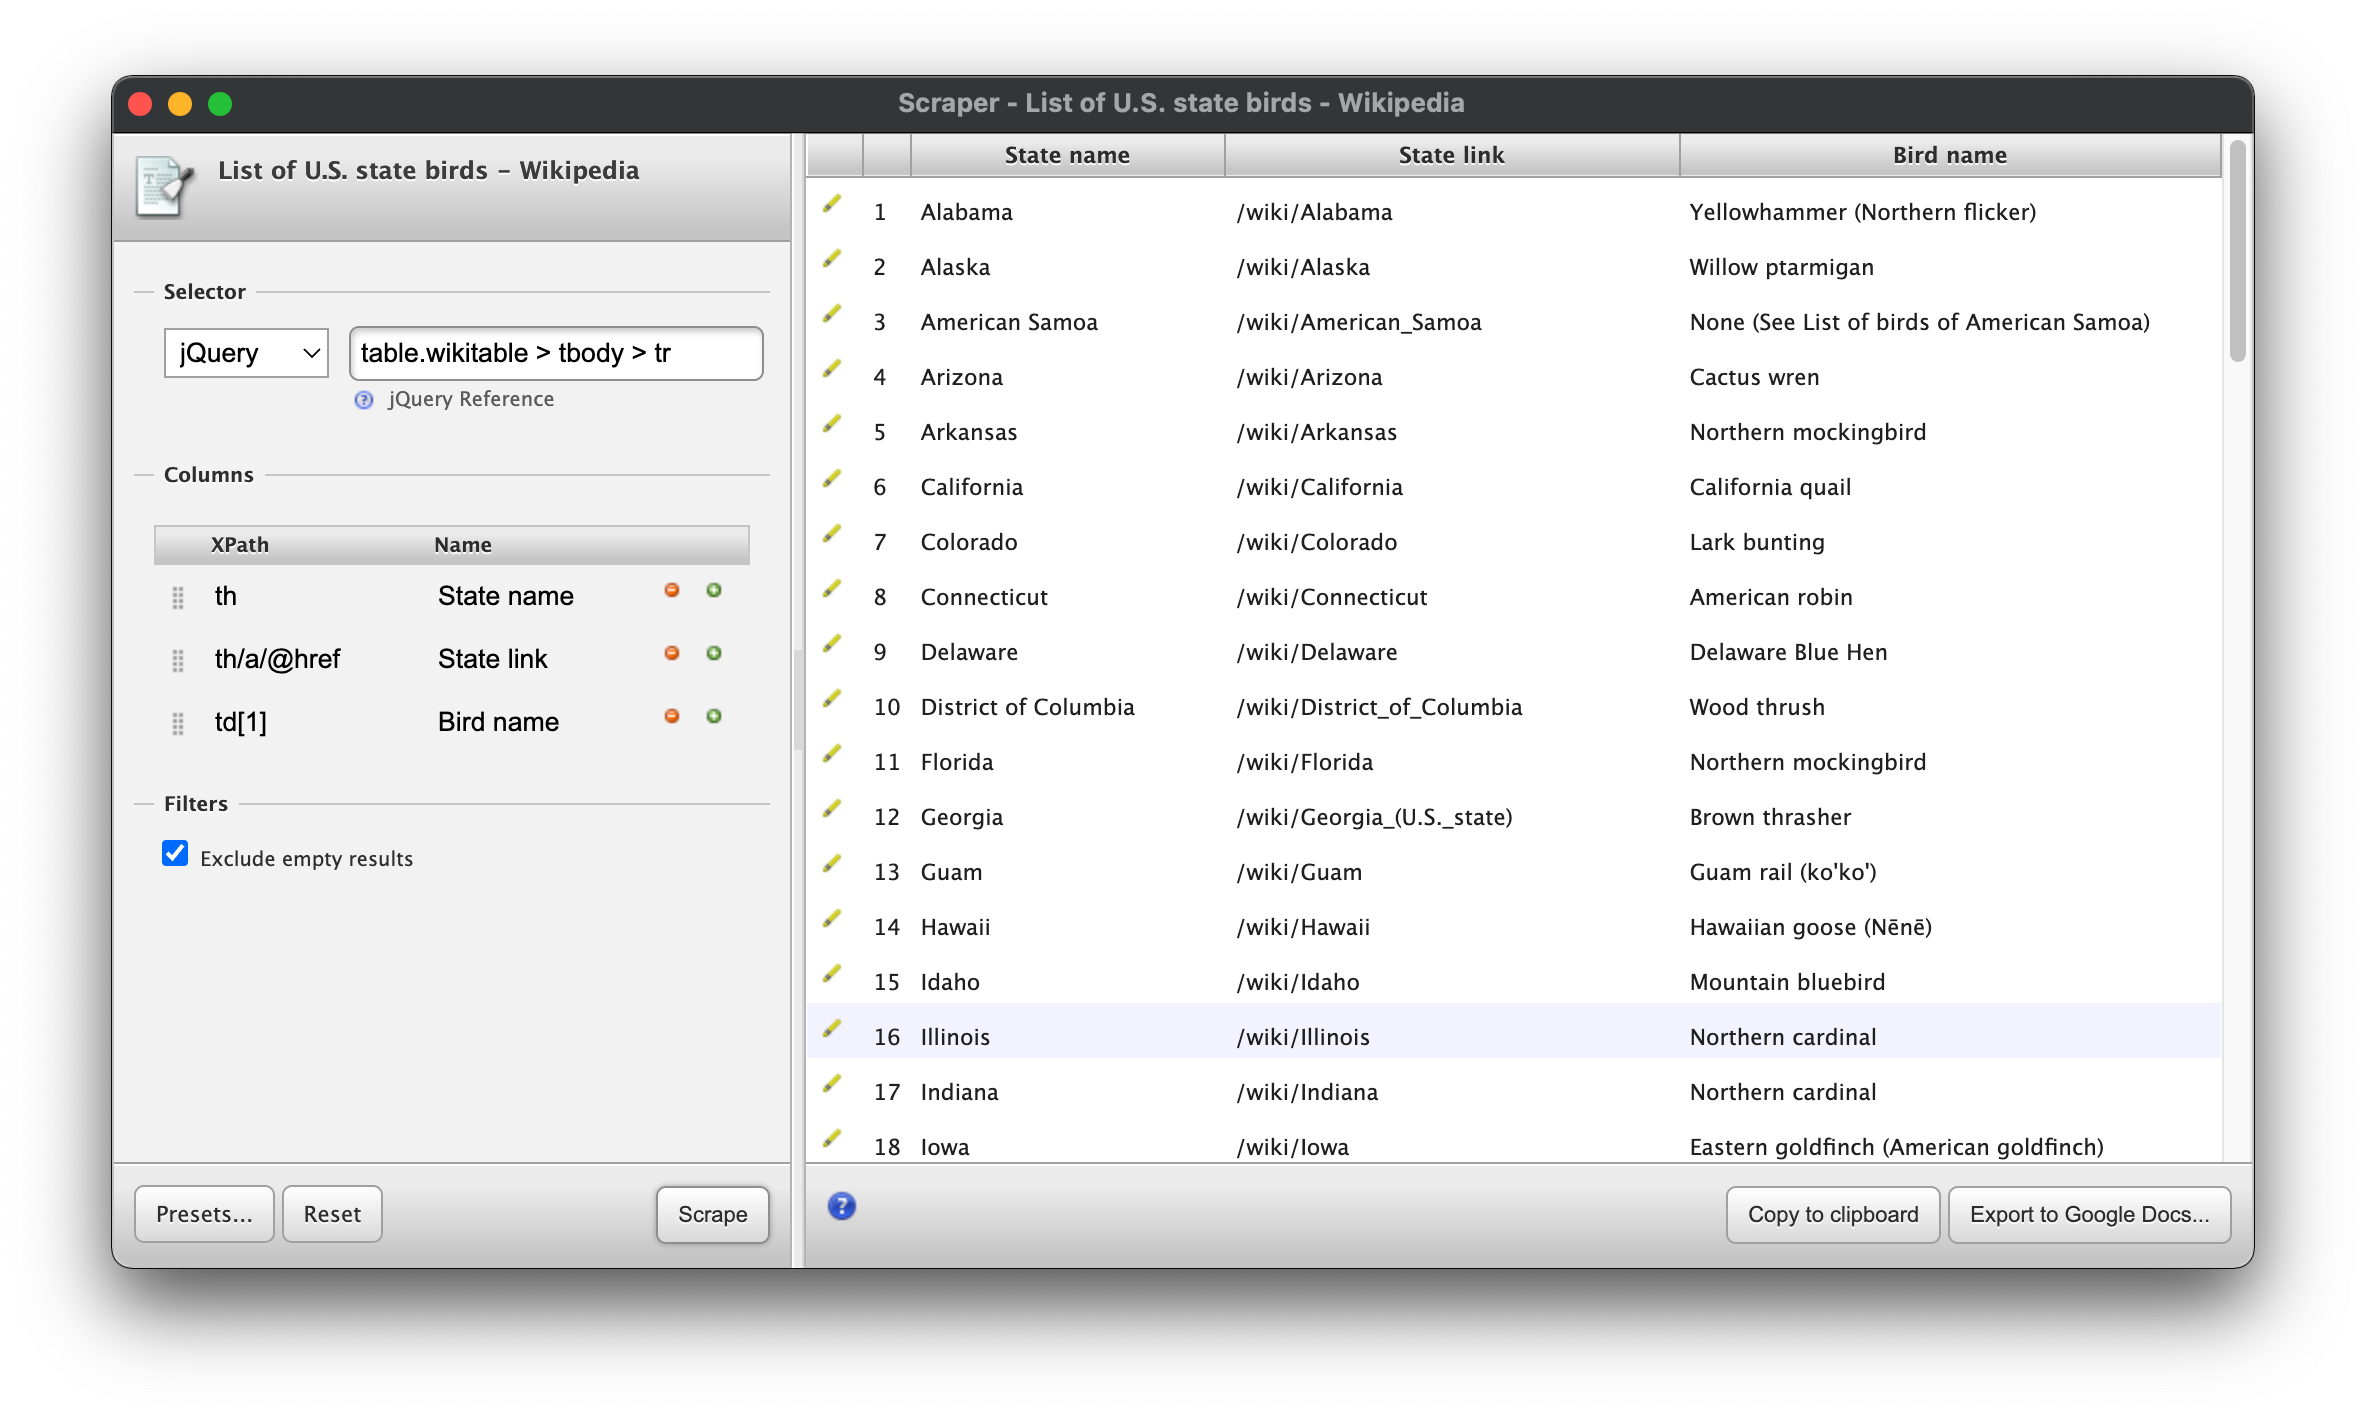 Scraper - List of U.S. state birds - Wikipedia
List of U.S. state birds – Wikipedia
Selector
jQuery
table.wikitable > tbody > tr
jQuery Reference
Columns
XPath Name
th State name
th/a/@href State link
td[1] Bird name
Filters
Exclude empty results
Presets...
Reset
Scrape
State name State link Bird name
1 Alabama /wiki/Alabama Yellowhammer (Northern flicker)
2 Alaska /wiki/Alaska Willow ptarmigan
3 American Samoa /wiki/American_Samoa None (See List of birds of American Samoa)
4 Arizona /wiki/Arizona Cactus wren
5 Arkansas /wiki/Arkansas Northern mockingbird
6 California /wiki/California California quail
7 Colorado /wiki/Colorado Lark bunting
8 Connecticut /wiki/Connecticut American robin
9 Delaware /wiki/Delaware Delaware Blue Hen
10 District of Columbia /wiki/District_of_Columbia Wood thrush
11 Florida /wiki/Florida Northern mockingbird
12 Georgia /wiki/Georgia_(U.S._state) Brown thrasher
13 Guam /wiki/Guam Guam rail (ko'ko')
14 Hawaii /wiki/Hawaii Hawaiian goose (Nēnē)
15 Idaho /wiki/Idaho Mountain bluebird
16 Illinois /wiki/Illinois Northern cardinal
17 Indiana /wiki/Indiana Northern cardinal
18 Iowa /wiki/Iowa Eastern goldfinch (American goldfinch)
Copy to clipboard
Export to Google Docs...